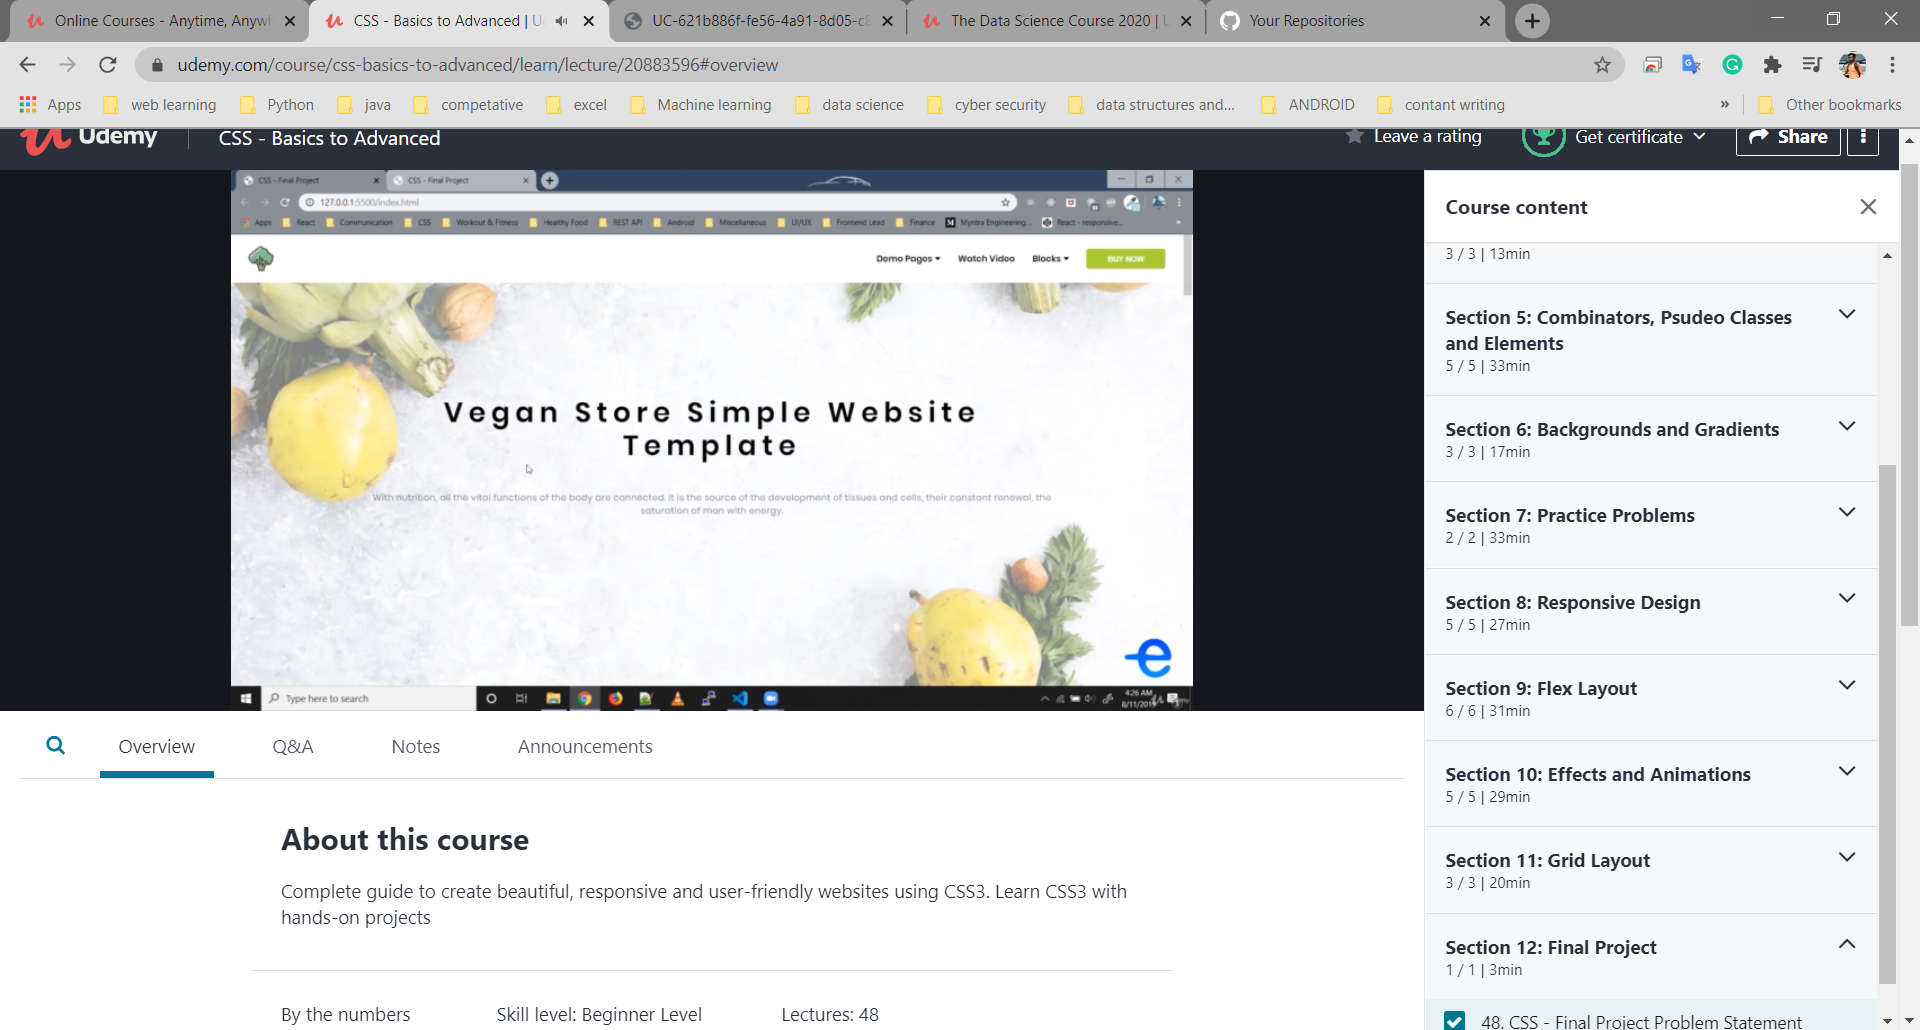 Online Courses - Anytime, Anywh
CSS - Basics to Advanced | U
UC-621b886f-fe56-4a91-8d05-c8
The Data Science Course 2020 | U
Your Repositories
udemy.com/course/css-basics-to-advanced/learn/lecture/20883596#overview
Apps web learning Python java competative excel Machine learning data science cyber security data structures and... ANDROID contant writing » Other bookmarks
Udemy CSS - Basics to Advanced Leave a rating Get certificate Share
CSS - Final Project CSS - Final Project
127.0.0.1:5500/index.html
Apps React Communication CSS Workout & Fitness Healthy Food REST API Android Miscellaneous UI/UX Frontend Lead Finance Myntra Engineering... React - responsive...
Demo Pages Watch Video Blocks BUY NOW
Vegan Store Simple Website
Template
With nutrition, all the vital functions of the body are connected. It is the source of the development of tissues and cells, their constant renewal, the
saturation of man with energy.
Type here to search
4:26 AM
Course content
3 / 3 | 13min
Section 5: Combinators, Psudeo Classes
and Elements
5 / 5 | 33min
Section 6: Backgrounds and Gradients
3 / 3 | 17min
Section 7: Practice Problems
2 / 2 | 33min
Section 8: Responsive Design
5 / 5 | 27min
Section 9: Flex Layout
6 / 6 | 31min
Section 10: Effects and Animations
5 / 5 | 29min
Section 11: Grid Layout
3 / 3 | 20min
Section 12: Final Project
1 / 1 | 3min
48. CSS - Final Project Problem Statement
Overview Q&A Notes Announcements
About this course
Complete guide to create beautiful, responsive and user-friendly websites using CSS3. Learn CSS3 with
hands-on projects
By the numbers Skill level: Beginner Level Lectures: 48